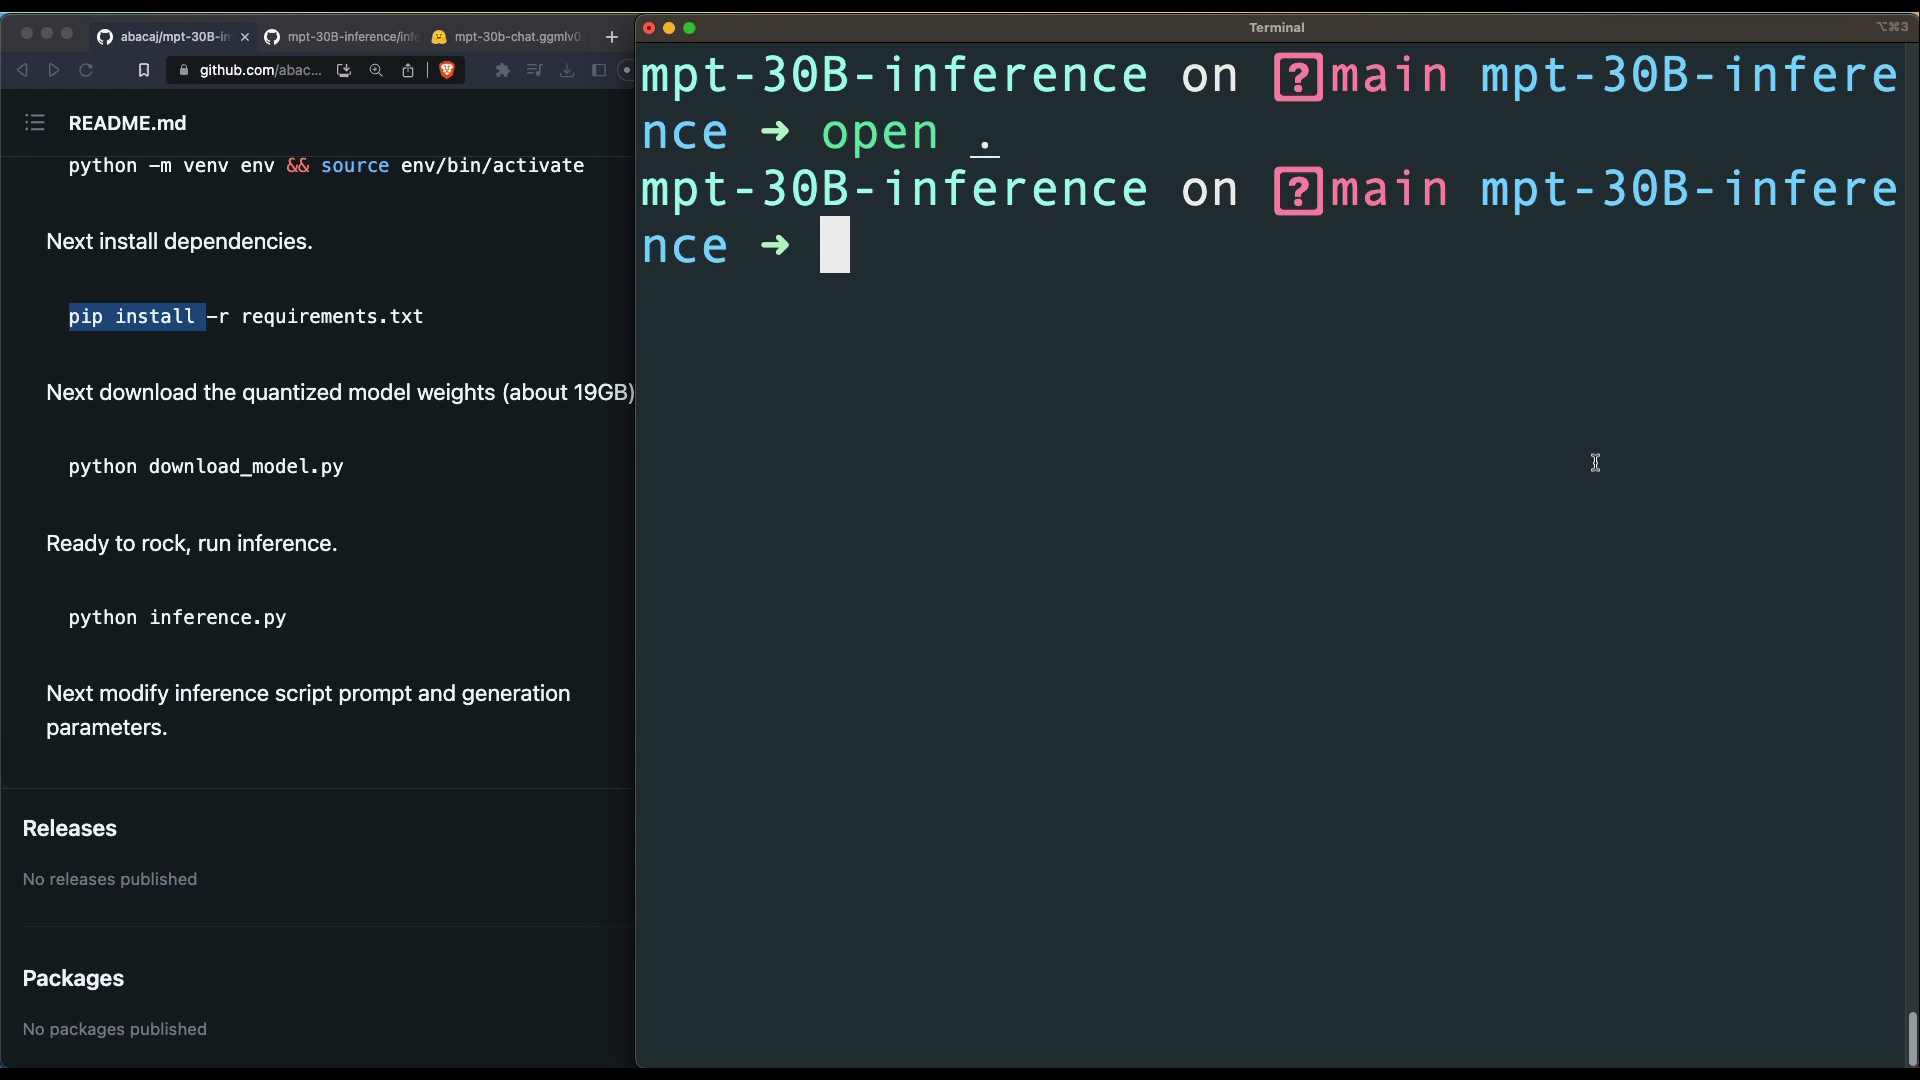 abacaj/mpt-30B-in
mpt-30B-inference/infe
mpt-30b-chat.ggmlv0
github.com/abac...
README.md
python -m venv env && source env/bin/activate
Next install dependencies.
pip install -r requirements.txt
Next download the quantized model weights (about 19GB)
python download_model.py
Ready to rock, run inference.
python inference.py
Next modify inference script prompt and generation
parameters.
Releases
No releases published
Packages
No packages published
Terminal
⌥⌘3
mpt-30B-inference on ?main mpt-30B-infere
nce ➜ open .
mpt-30B-inference on ?main mpt-30B-infere
nce ➜